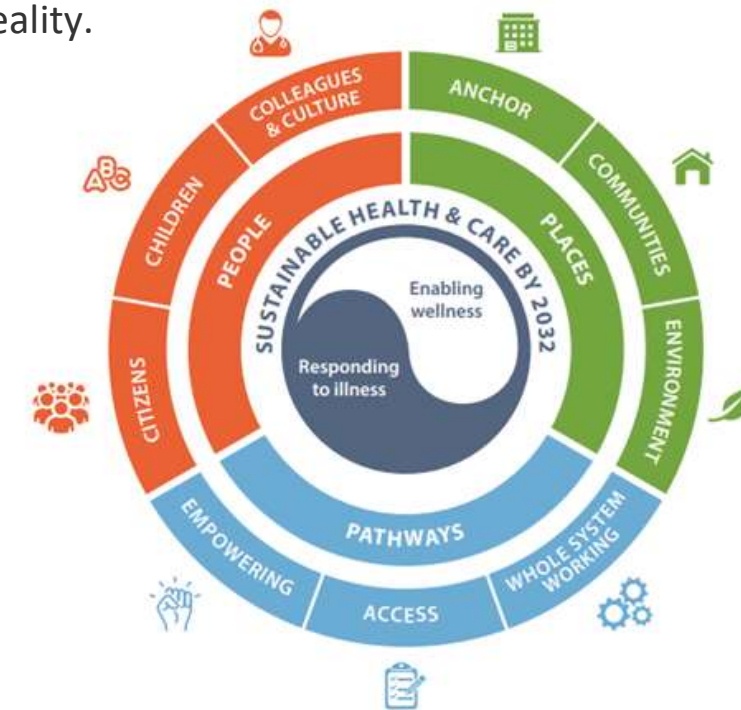 eality.
COLLEAGUES
& CULTURE
ANCHOR
CHILDREN
COMMUNITIES
PEOPLE
PLACES
SUSTAINABLE HEALTH & CARE BY 2032
Enabling
wellness
Responding
to illness
CITIZENS
ENVIRONMENT
EMPOWERING
PATHWAYS
WHOLE SYSTEM
WORKING
ACCESS
ABC